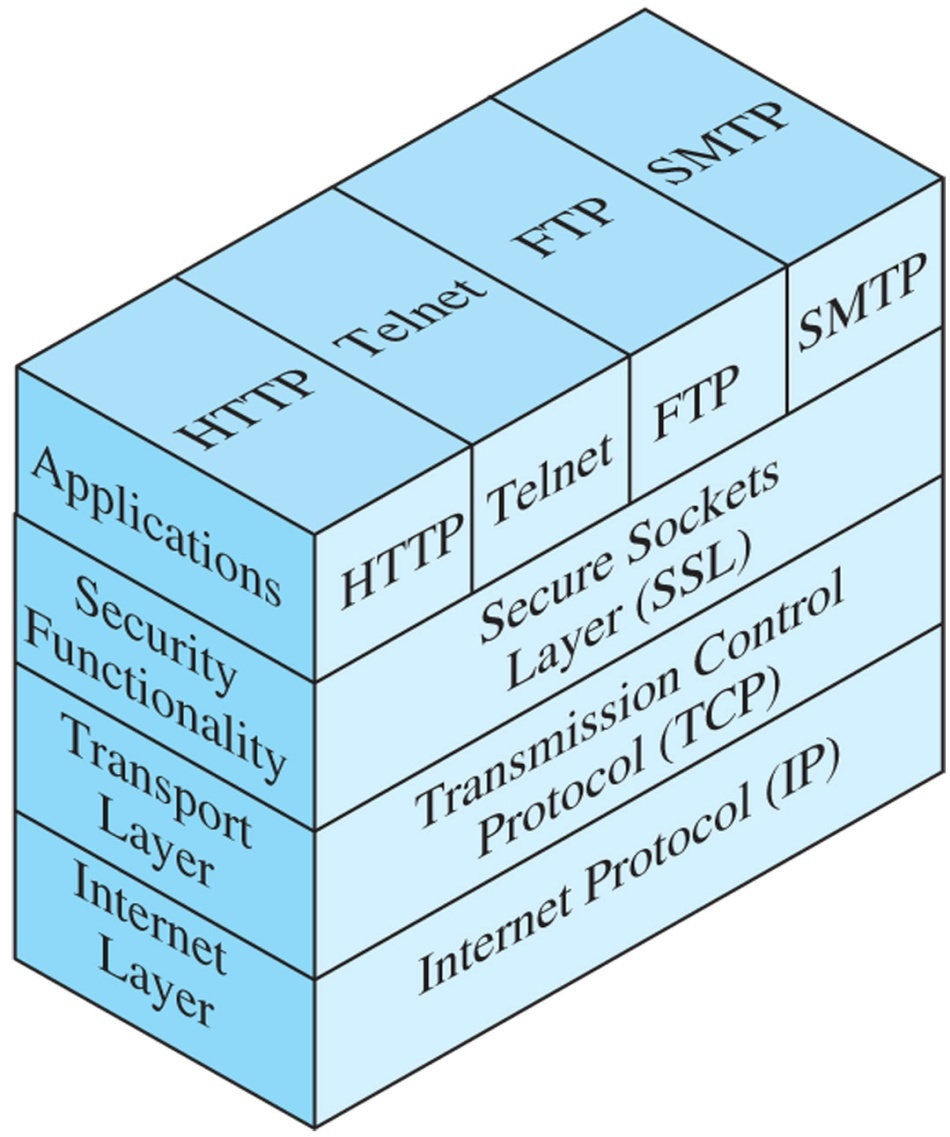 SMTP
FTP
Telnet
HTTP
Applications
HTTP
Telnet
FTP
SMTP
Security
Functionality
Secure Sockets
Layer (SSL)
Transport
Layer
Transmission Control
Protocol (TCP)
Internet
Layer
Internet Protocol (IP)